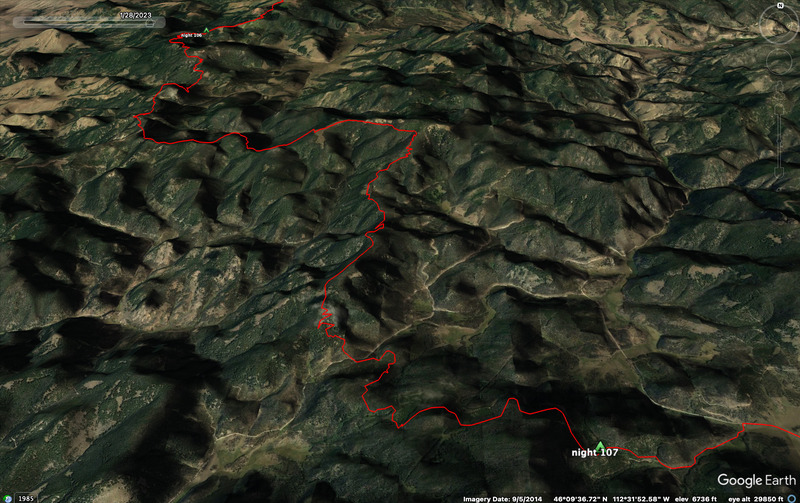 1/28/2023
N
night 106
night 107
Google Earth
1985
Imagery Date: 9/5/2014 46°09'36.72" N 112°31'52.58" W elev 6736 ft eye alt 29850 ft